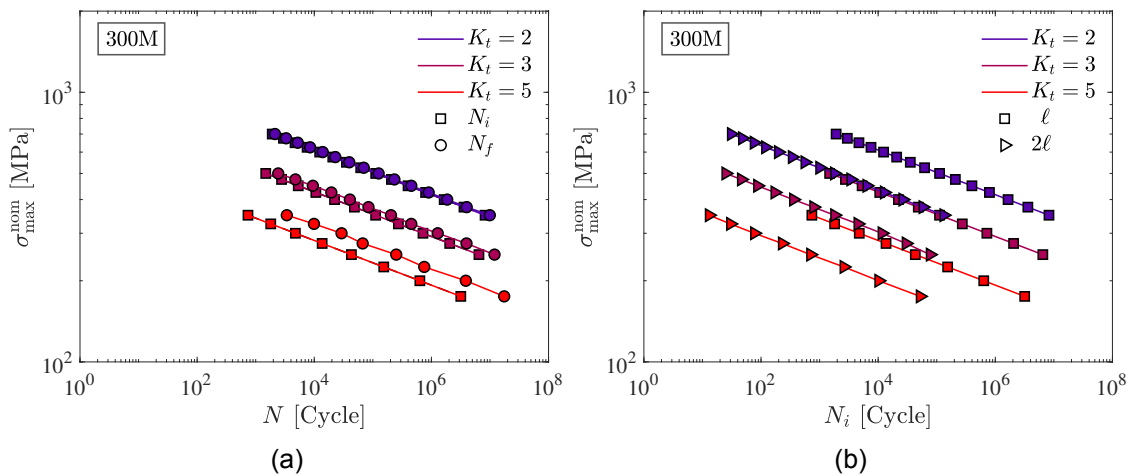 300M
K_t = 2
K_t = 3
K_t = 5
N_i
N_f
10^3
10^2
σ_max^nom [MPa]
10^0 10^2 10^4 10^6 10^8
N [Cycle]
(a)
300M
K_t = 2
K_t = 3
K_t = 5
ℓ
2ℓ
10^3
10^2
σ_max^nom [MPa]
10^0 10^2 10^4 10^6 10^8
N_i [Cycle]
(b)